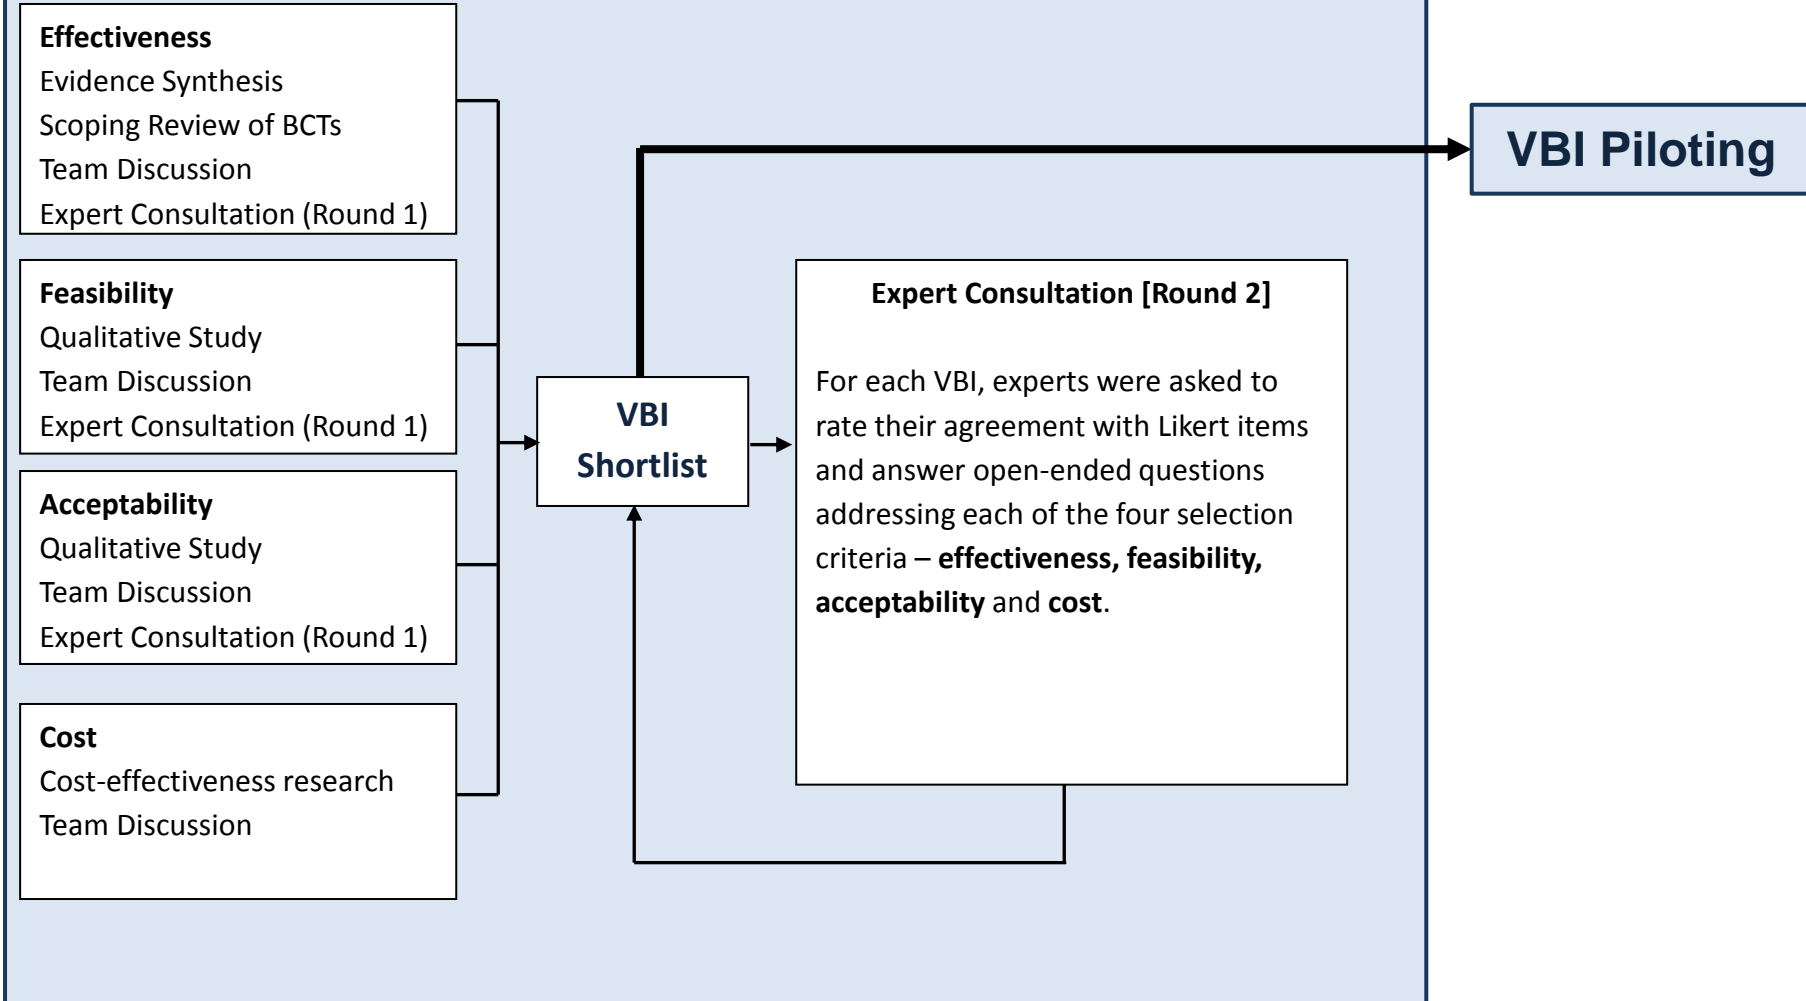 Effectiveness
Evidence Synthesis
Scoping Review of BCTs
Team Discussion
Expert Consultation (Round 1)
Feasibility
Qualitative Study
Team Discussion
Expert Consultation (Round 1)
Acceptability
Qualitative Study
Team Discussion
Expert Consultation (Round 1)
Cost
Cost-effectiveness research
Team Discussion
VBI
Shortlist
Expert Consultation [Round 2]
For each VBI, experts were asked to
rate their agreement with Likert items
and answer open-ended questions
addressing each of the four selection
criteria – effectiveness, feasibility,
acceptability and cost.
VBI Piloting